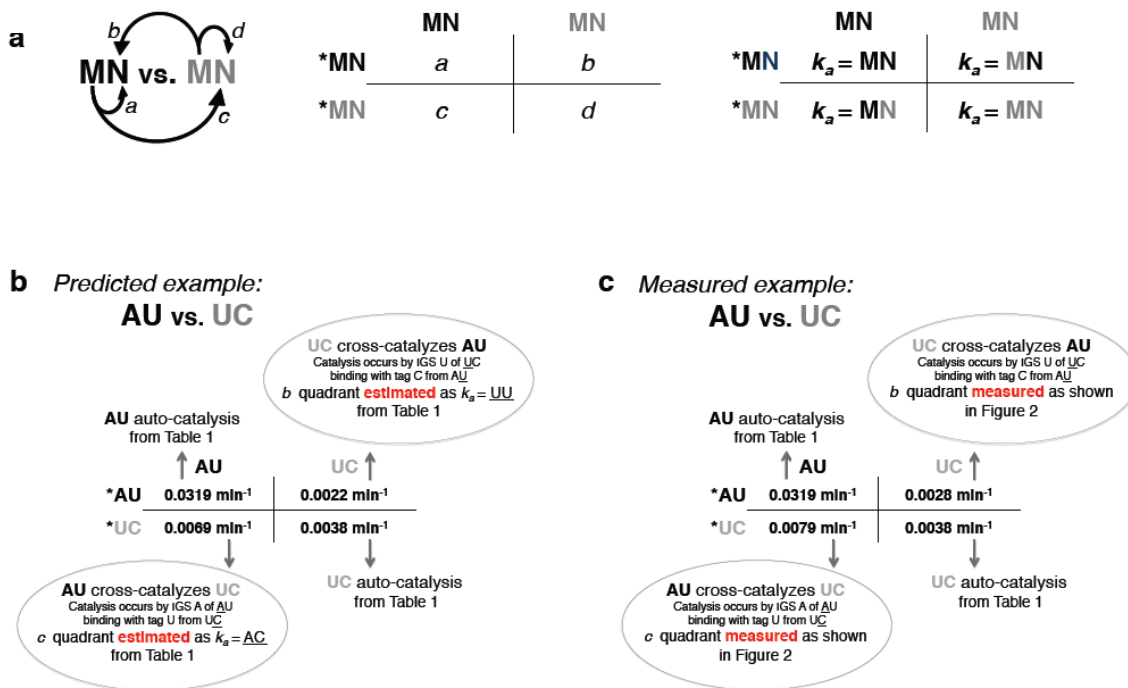 a
b
d
MN vs. MN
a
c
MN MN
*MN a b
*MN c d
MN MN
*MN kₐ = MN kₐ = MN
*MN kₐ = MN kₐ = MN
b Predicted example:
AU vs. UC
UC cross-catalyzes AU
Catalysis occurs by IGS U of UC
binding with tag C from AU
b quadrant estimated as kₐ = UU
from Table 1
AU auto-catalysis
from Table 1
AU UC
*AU 0.0319 min⁻¹ 0.0022 min⁻¹
*UC 0.0069 min⁻¹ 0.0038 min⁻¹
AU cross-catalyzes UC
Catalysis occurs by IGS A of AU
binding with tag U from UC
c quadrant estimated as kₐ = AC
from Table 1
UC auto-catalysis
from Table 1
c Measured example:
AU vs. UC
UC cross-catalyzes AU
Catalysis occurs by IGS U of UC
binding with tag C from AU
b quadrant measured as shown
in Figure 2
AU auto-catalysis
from Table 1
AU UC
*AU 0.0319 min⁻¹ 0.0028 min⁻¹
*UC 0.0079 min⁻¹ 0.0038 min⁻¹
AU cross-catalyzes UC
Catalysis occurs by IGS A of AU
binding with tag U from UC
c quadrant measured as shown
in Figure 2
UC auto-catalysis
from Table 1